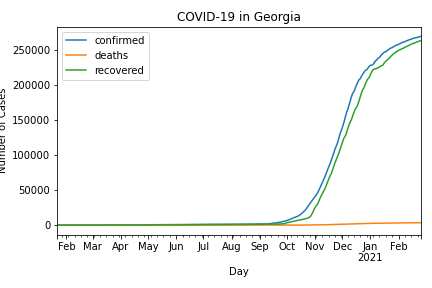 COVID-19 in Georgia
confirmed
deaths
recovered
250000
200000
150000
100000
50000
0
Number of Cases
Feb Mar Apr May Jun Jul Aug Sep Oct Nov Dec Jan Feb
2021
Day